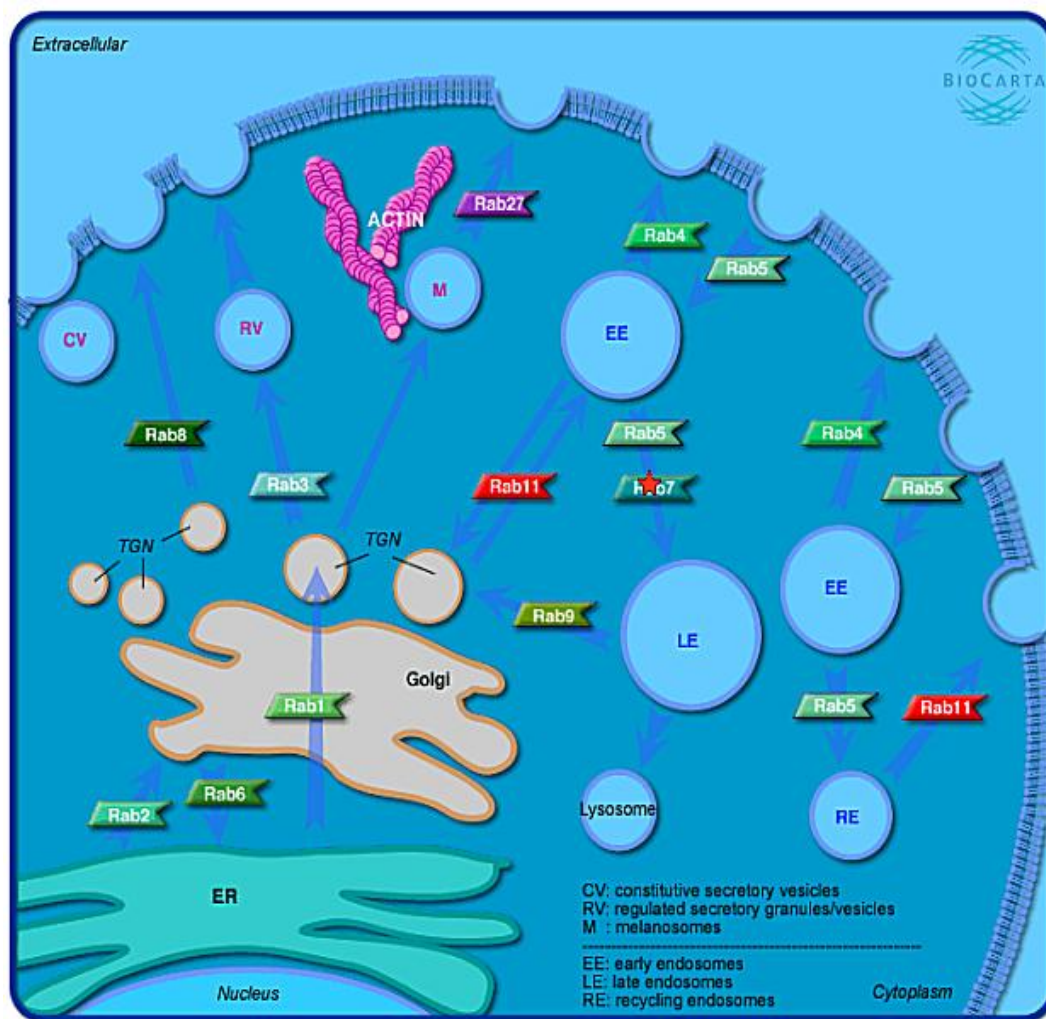 Extracellular
BIOCARTA
Rab27
ACTIN
Rab4
Rab5
M
CV
RV
EE
Rab8
Rab5
Rab4
Rab3
Rab11
Rab5
TGN
TGN
EE
Rab9
LE
Golgi
Rab1
Rab5
Rab11
Rab6
Rab2
Lysosome
RE
ER
CV: constitutive secretory vesicles
RV: regulated secretory granules/vesicles
M : melanosomes
EE: early endosomes
LE: late endosomes
RE: recycling endosomes
Nucleus
Cytoplasm